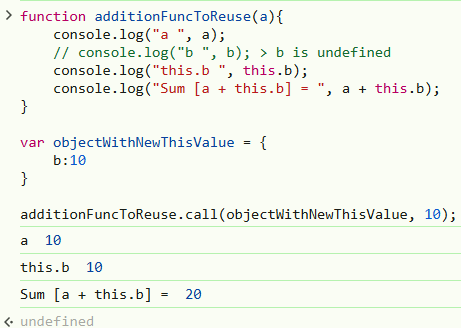 function additionFuncToReuse(a){
    console.log("a ", a);
    // console.log("b ", b); > b is undefined
    console.log("this.b ", this.b);
    console.log("Sum [a + this.b] = ", a + this.b);
}

var objectWithNewThisValue = {
    b:10
}

additionFuncToReuse.call(objectWithNewThisValue, 10);
a  10
this.b  10
Sum [a + this.b] =  20
undefined